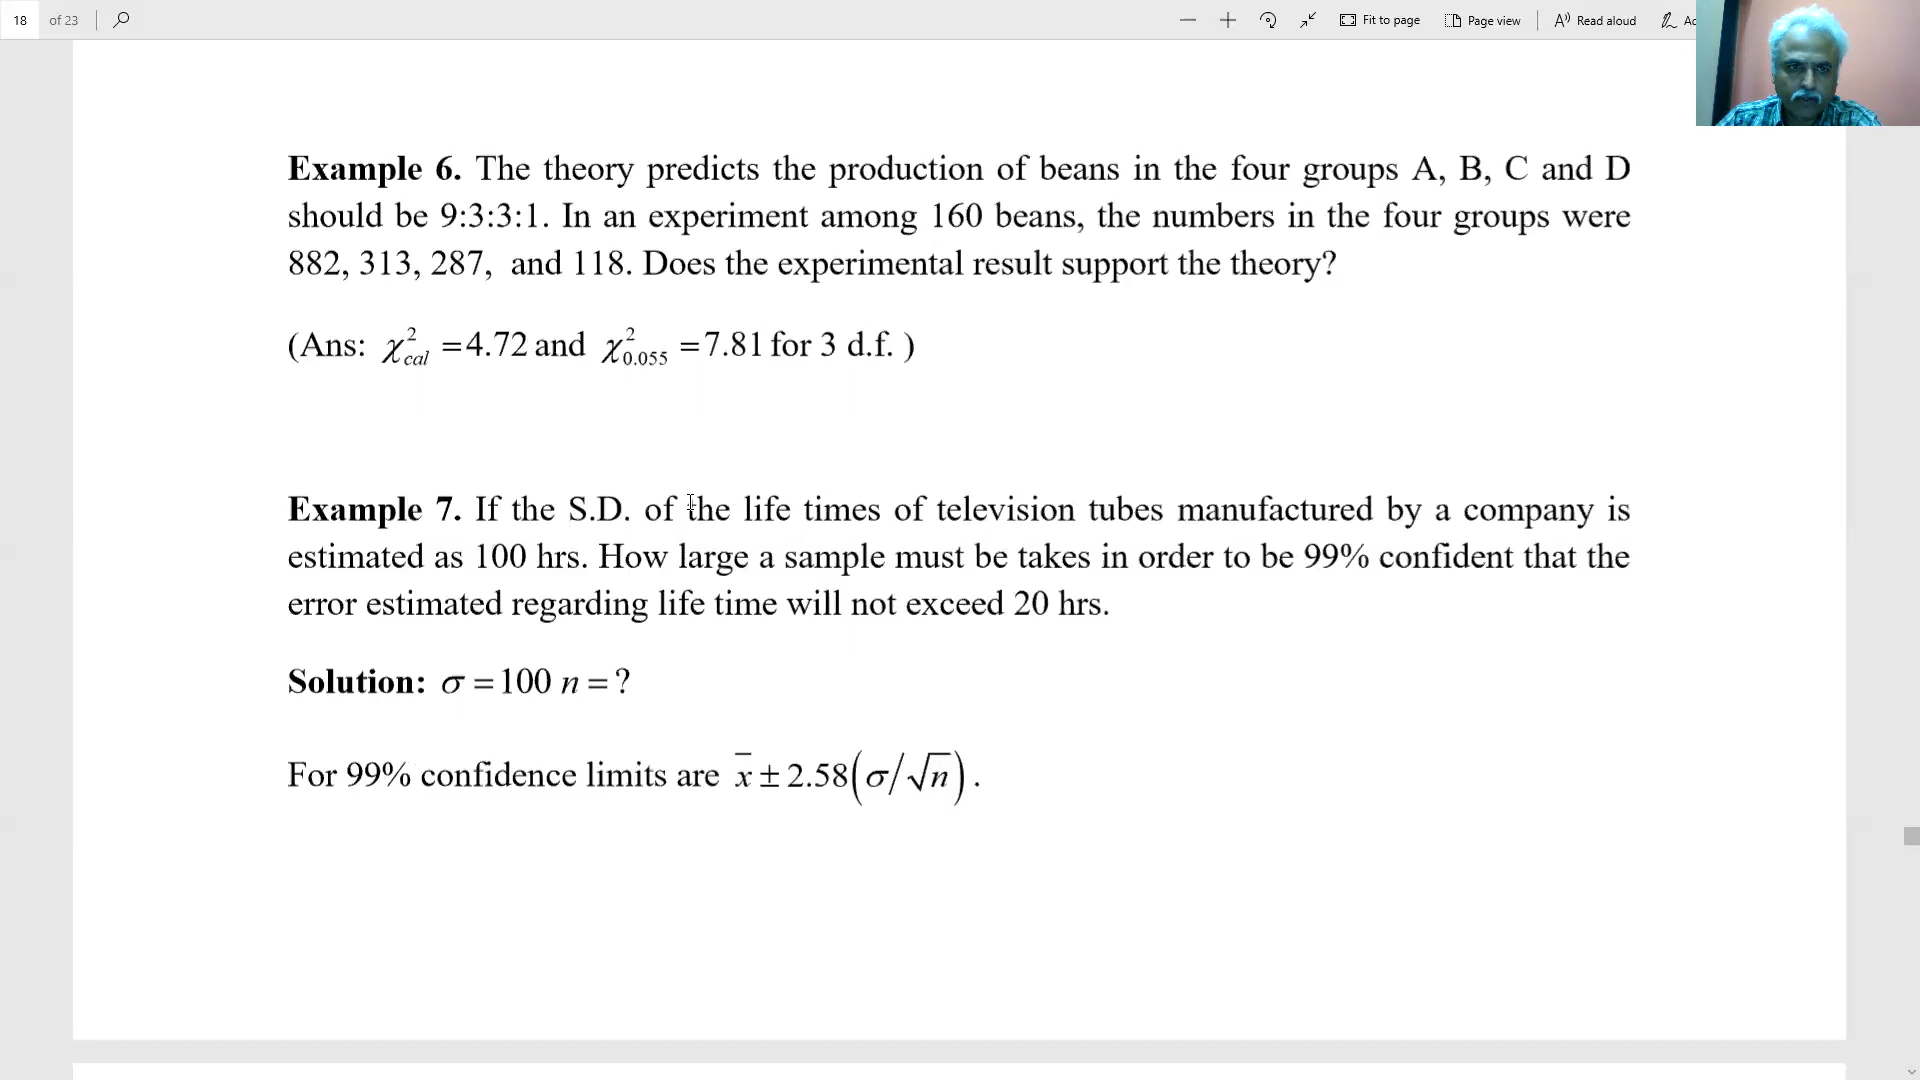 18 of 23 Fit to page Page view Read aloud
Example 6. The theory predicts the production of beans in the four groups A, B, C and D
should be 9:3:3:1. In an experiment among 160 beans, the numbers in the four groups were
882, 313, 287, and 118. Does the experimental result support the theory?
(Ans: χ²cal =4.72 and χ²0.055 =7.81 for 3 d.f. )
Example 7. If the S.D. of the life times of television tubes manufactured by a company is
estimated as 100 hrs. How large a sample must be takes in order to be 99% confident that the
error estimated regarding life time will not exceed 20 hrs.
Solution: σ =100 n = ?
For 99% confidence limits are x̄ ± 2.58(σ/√n).